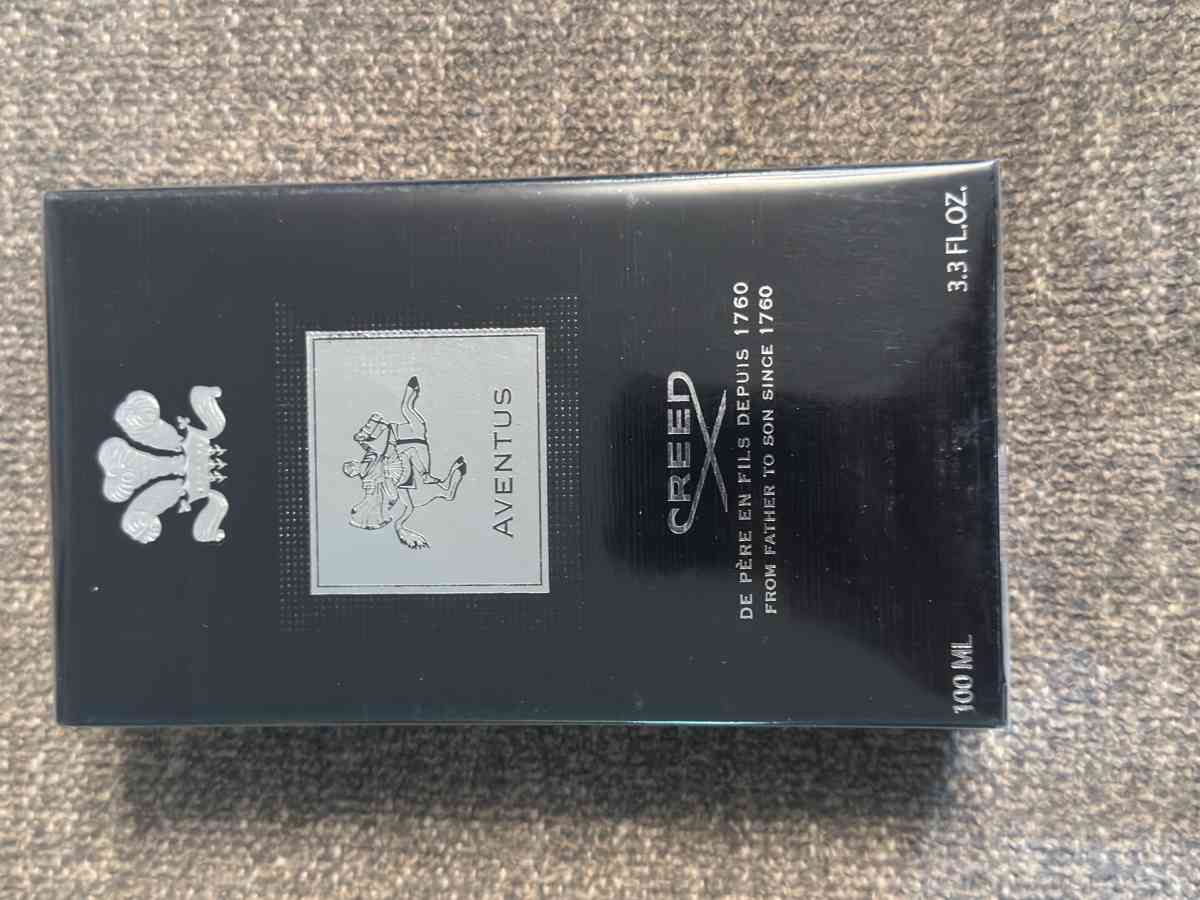 AVENTUS
CREED
DE PÈRE EN FILS DEPUIS 1760
FROM FATHER TO SON SINCE 1760
100 ML 3.3 FL.OZ.